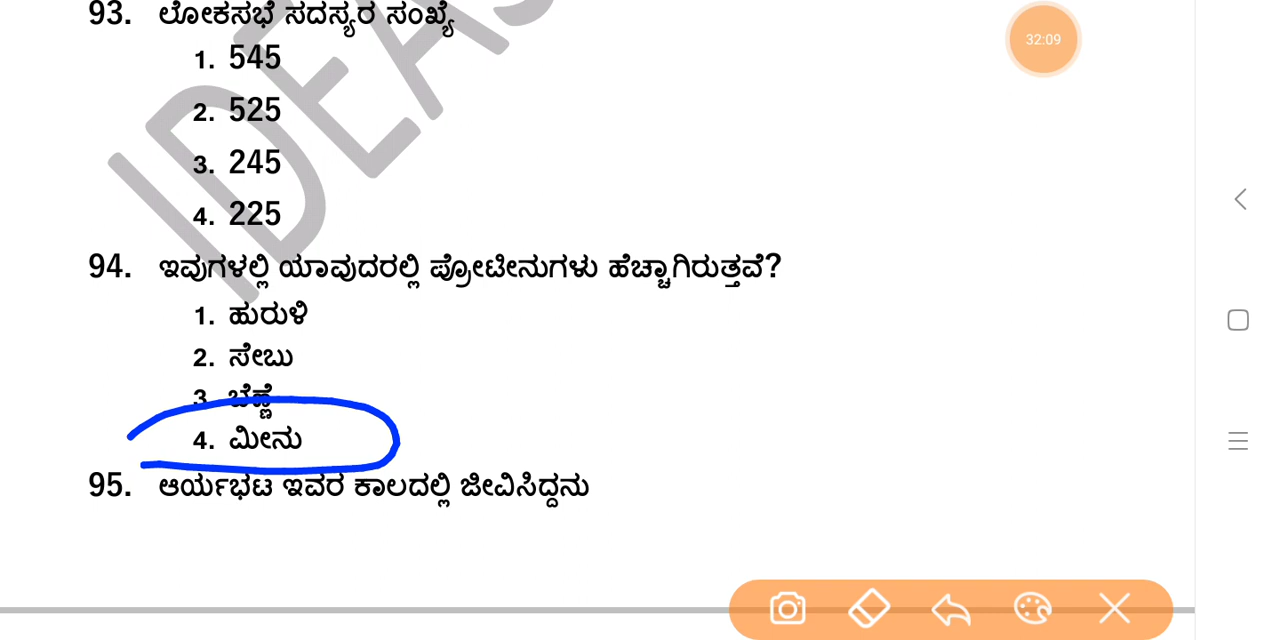 93. ಲೋಕಸಭೆ ಸದಸ್ಯರ ಸಂಖ್ಯೆ
32:09
1. 545
2. 525
3. 245
4. 225
94. ಇವುಗಳಲ್ಲಿ ಯಾವುದರಲ್ಲಿ ಪ್ರೋಟೀನುಗಳು ಹೆಚ್ಚಾಗಿರುತ್ತವೆ?
1. ಹುರುಳಿ
2. ಸೇಬು
3. ಬೆಣ್ಣೆ
4. ಮೀನು
95. ಆರ್ಯಭಟ ಇವರ ಕಾಲದಲ್ಲಿ ಜೀವಿಸಿದ್ದನು